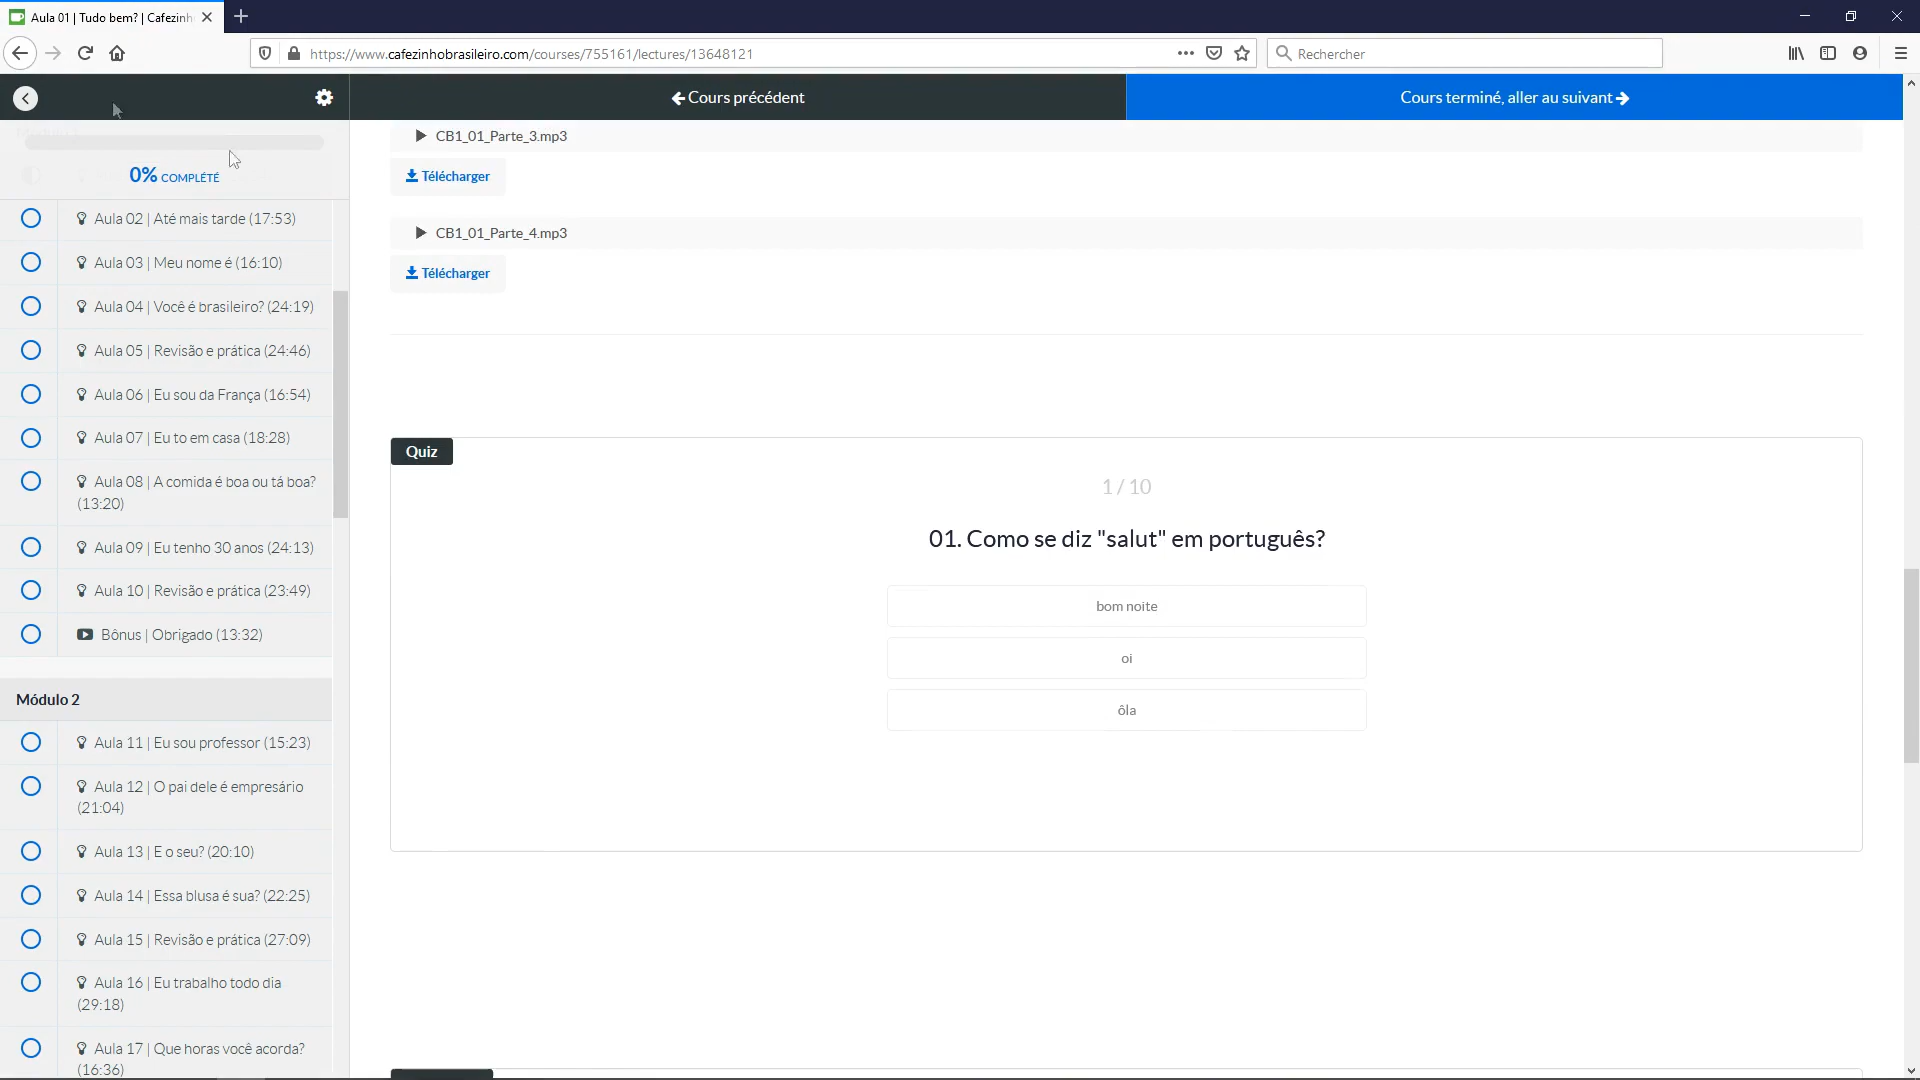 Aula 01 | Tudo bem? | Cafezinh
https://www.cafezinhobrasileiro.com/courses/755161/lectures/13648121
Rechercher
Cours précédent
Cours terminé, aller au suivant
0% COMPLÉTÉ
Aula 02 | Até mais tarde (17:53)
Aula 03 | Meu nome é (16:10)
Aula 04 | Você é brasileiro? (24:19)
Aula 05 | Revisão e prática (24:46)
Aula 06 | Eu sou da França (16:54)
Aula 07 | Eu to em casa (18:28)
Aula 08 | A comida é boa ou tá boa?
(13:20)
Aula 09 | Eu tenho 30 anos (24:13)
Aula 10 | Revisão e prática (23:49)
Bônus | Obrigado (13:32)
Módulo 2
Aula 11 | Eu sou professor (15:23)
Aula 12 | O pai dele é empresário
(21:04)
Aula 13 | E o seu? (20:10)
Aula 14 | Essa blusa é sua? (22:25)
Aula 15 | Revisão e prática (27:09)
Aula 16 | Eu trabalho todo dia
(29:18)
Aula 17 | Que horas você acorda?
(16:36)
CB1_01_Parte_3.mp3
Télécharger
CB1_01_Parte_4.mp3
Télécharger
Quiz
1 / 10
01. Como se diz "salut" em português?
bom noite
oi
ôla